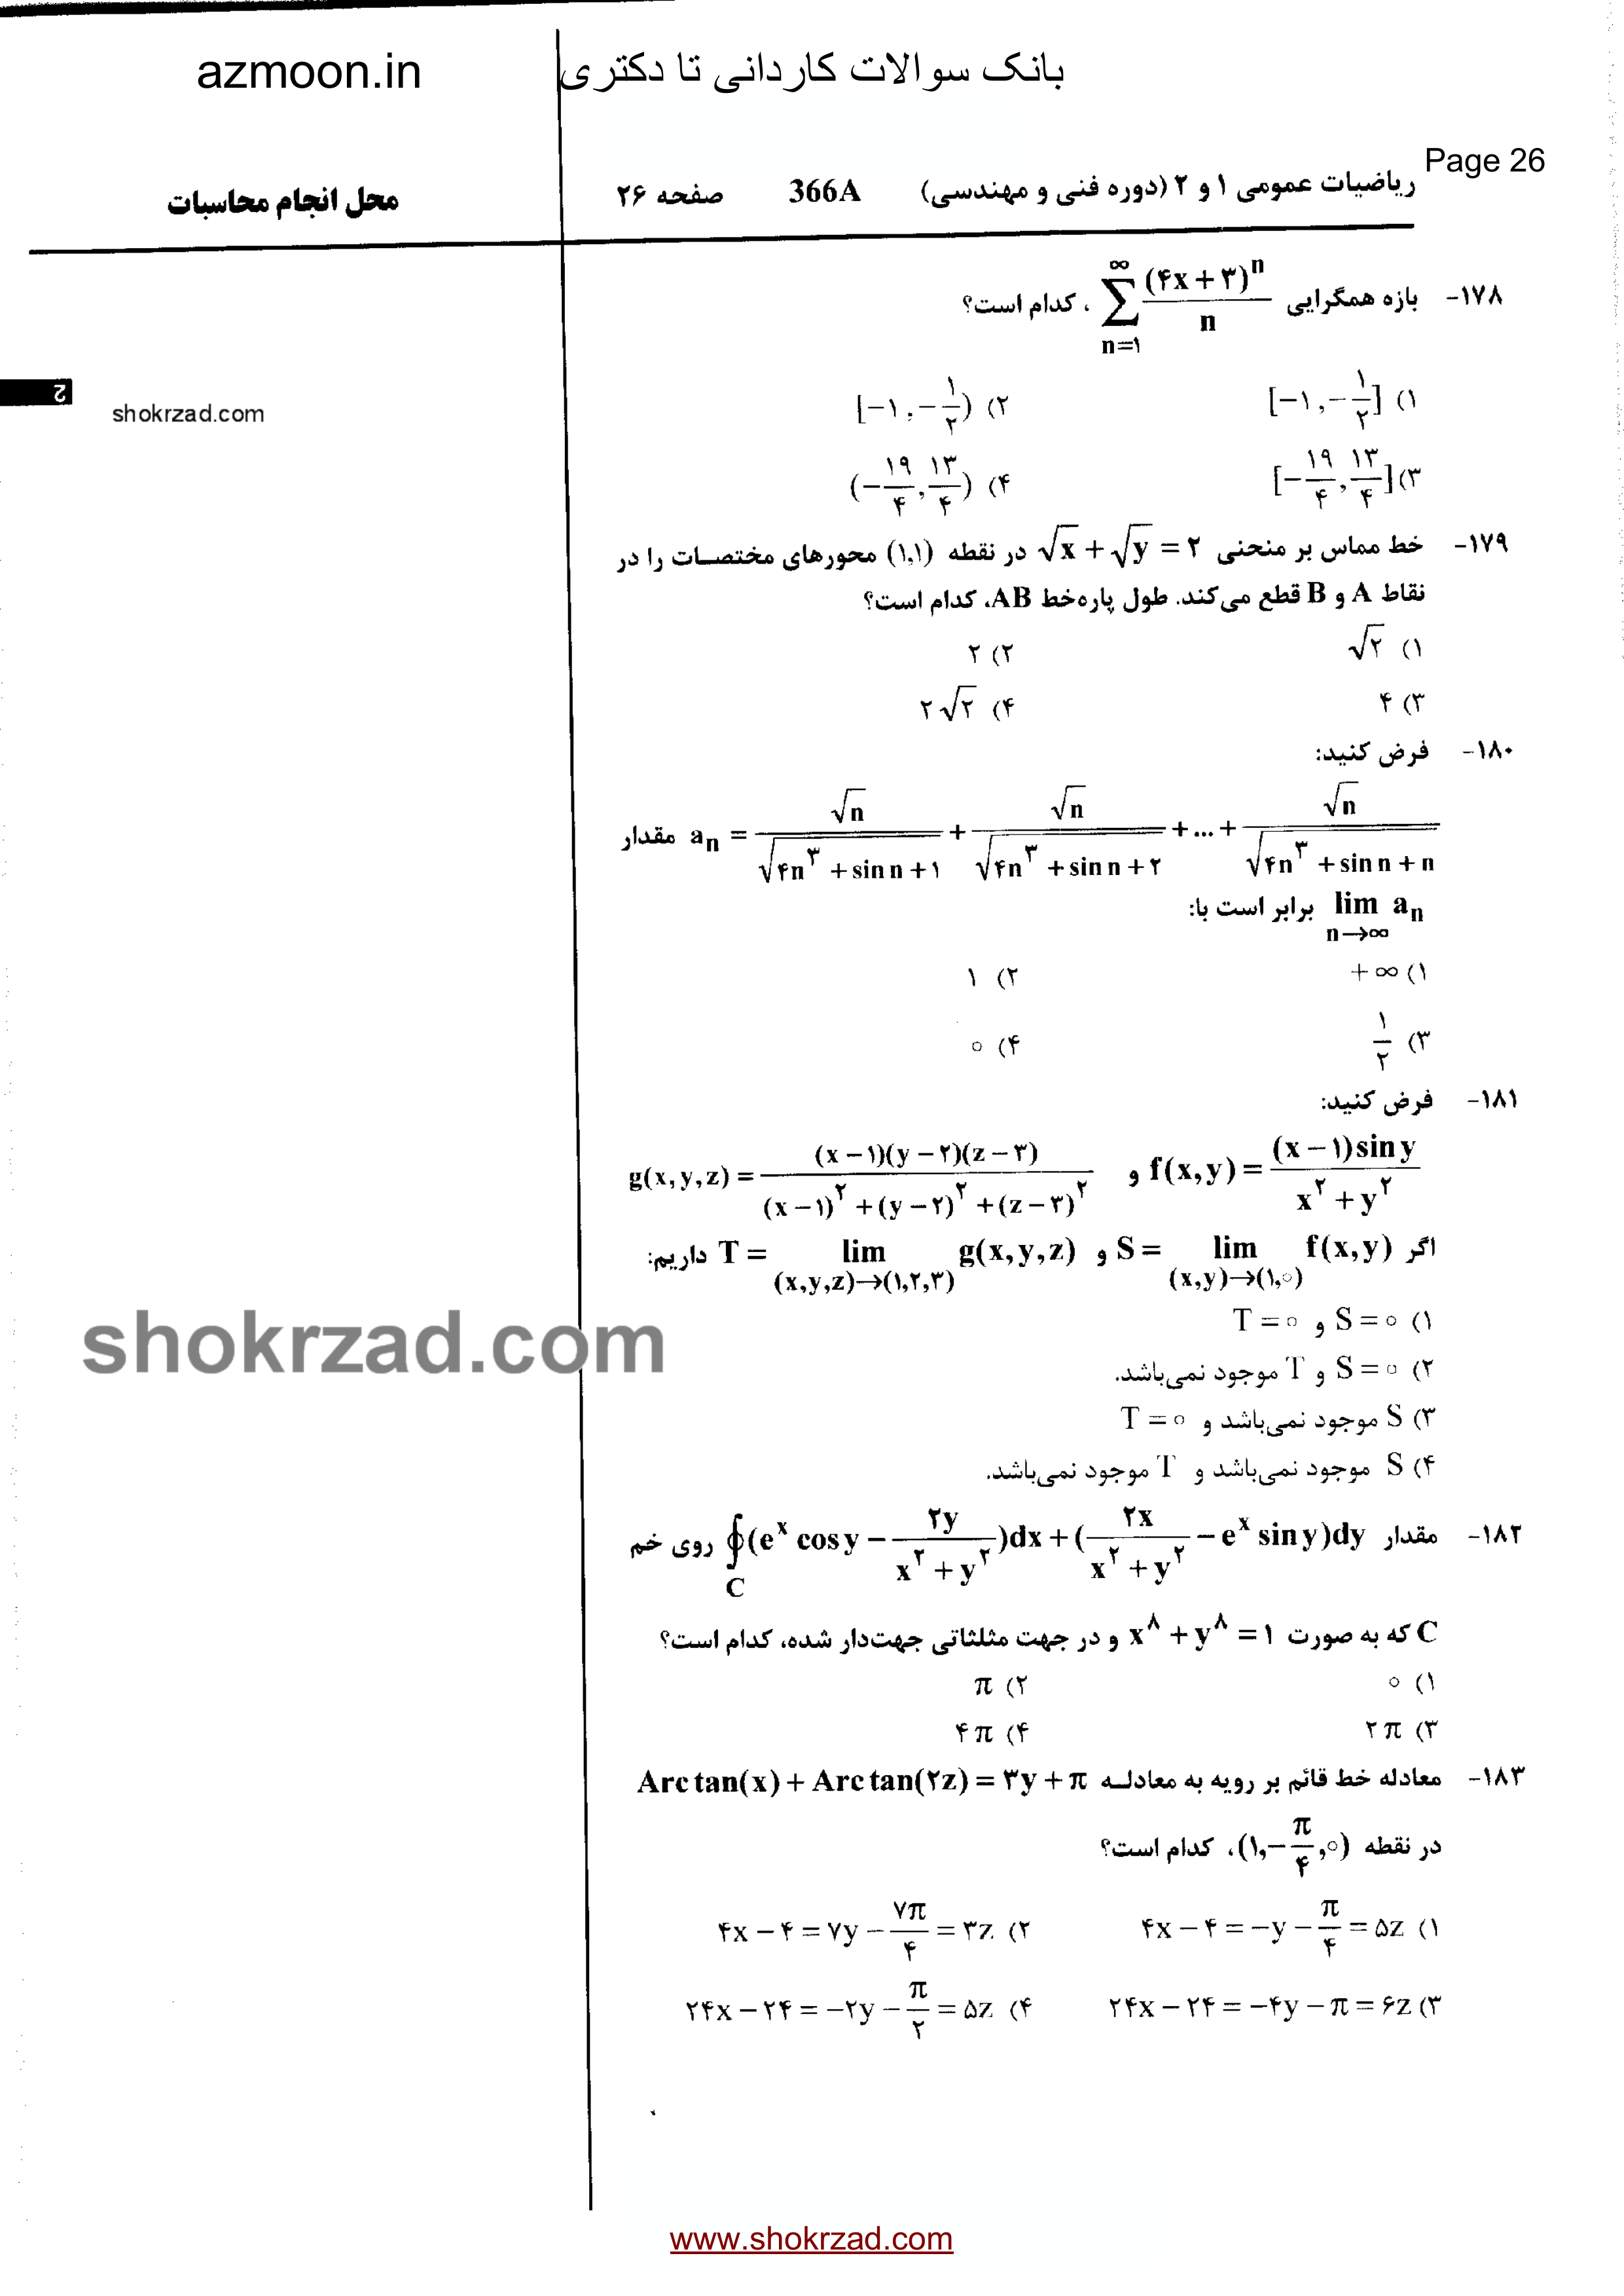 azmoon.in بانک سوالات کاردانی تا دکتری
Page 26
ریاضیات عمومی ۱ و ۲ (دوره فنی و مهندسی) 366A صفحه ۲۶ محل انجام محاسبات
۱۷۸- بازه همگرایی $\sum_{n=۱}^{\infty} \frac{(۴x+۳)^n}{n}$ ، کدام است؟
۱) $[-۱, -\frac{۱}{۲}]$ ۲) $[-۱, -\frac{۱}{۲})$
shokrzad.com
۳) $[-\frac{۱۹}{۴}, \frac{۱۳}{۴}]$ ۴) $(-\frac{۱۹}{۴}, \frac{۱۳}{۴})$
۱۷۹- خط مماس بر منحنی $\sqrt{x}+\sqrt{y}=۲$ در نقطه (۱,۱) محورهای مختصات را در
نقاط A و B قطع می‌کند. طول پاره‌خط AB، کدام است؟
۱) $\sqrt{۲}$ ۲) ۲
۳) ۴ ۴) $۲\sqrt{۲}$
۱۸۰- فرض کنید:
$a_n = \frac{\sqrt{n}}{\sqrt{۴n^۳+\sin n+۱}} + \frac{\sqrt{n}}{\sqrt{۴n^۳+\sin n+۲}} + ... + \frac{\sqrt{n}}{\sqrt{۴n^۳+\sin n+n}}$ مقدار
$\lim_{n\to\infty} a_n$ برابر است با:
۱) +∞ ۲) ۱
۳) $\frac{۱}{۲}$ ۴) ۰
۱۸۱- فرض کنید:
$f(x,y)=\frac{(x-۱)\sin y}{x^۲+y^۲}$ و $g(x,y,z)=\frac{(x-۱)(y-۲)(z-۳)}{(x-۱)^۲+(y-۲)^۲+(z-۳)^۲}$
اگر $S=\lim_{(x,y)\to(۱,۰)} f(x,y)$ و $T=\lim_{(x,y,z)\to(۱,۲,۳)} g(x,y,z)$ داریم:
۱) S=۰ و T=۰
shokrzad.com
۲) S=۰ و T موجود نمی‌باشد.
۳) S موجود نمی‌باشد و T=۰
۴) S موجود نمی‌باشد و T موجود نمی‌باشد.
۱۸۲- مقدار $\oint_C (e^x \cos y - \frac{۲y}{x^۲+y^۲})dx + (\frac{۲x}{x^۲+y^۲} - e^x \sin y)dy$ روی خم
C که به صورت $x^۸+y^۸=۱$ و در جهت مثلثاتی جهت‌دار شده، کدام است؟
۱) ۰ ۲) π
۳) ۲π ۴) ۴π
۱۸۳- معادله خط قائم بر رویه به معادلـه Arc tan(x) + Arc tan(۲z) = ۳y + π
در نقطه $(۱, -\frac{\pi}{۴}, ۰)$، کدام است؟
۱) $۴x-۴=-y-\frac{\pi}{۴}=۵z$ ۲) $۴x-۴=۷y-\frac{۷\pi}{۴}=۳z$
۳) $۲۴x-۲۴=-۴y-\pi=۶z$ ۴) $۲۴x-۲۴=-۲y-\frac{\pi}{۲}=۵z$
www.shokrzad.com